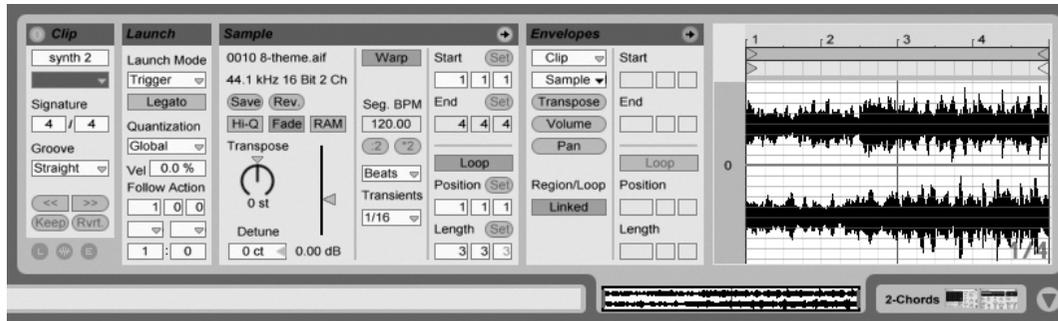 Clip
synth 2
Signature
4 / 4
Groove
Straight
<< >>
Keep Rvrt.
L E
Launch
Launch Mode
Trigger
Legato
Quantization
Global
Vel 0.0 %
Follow Action
1 0 0
1 : 0
Sample
0010 8-theme.aif
44.1 kHz 16 Bit 2 Ch
Save Rev.
Hi-Q Fade RAM
Transpose
0 st
Detune
0 ct 0.00 dB
Warp
Seg. BPM
120.00
:2 *2
Beats
Transients
1/16
Start Set
1 1 1
End Set
4 4 4
Loop
Position Set
1 1 1
Length Set
3 3 3
Envelopes
Clip
Sample
Transpose
Volume
Pan
Region/Loop
Linked
Start
End
Loop
Position
Length
1 2 3 4
0
1/4
2-Chords